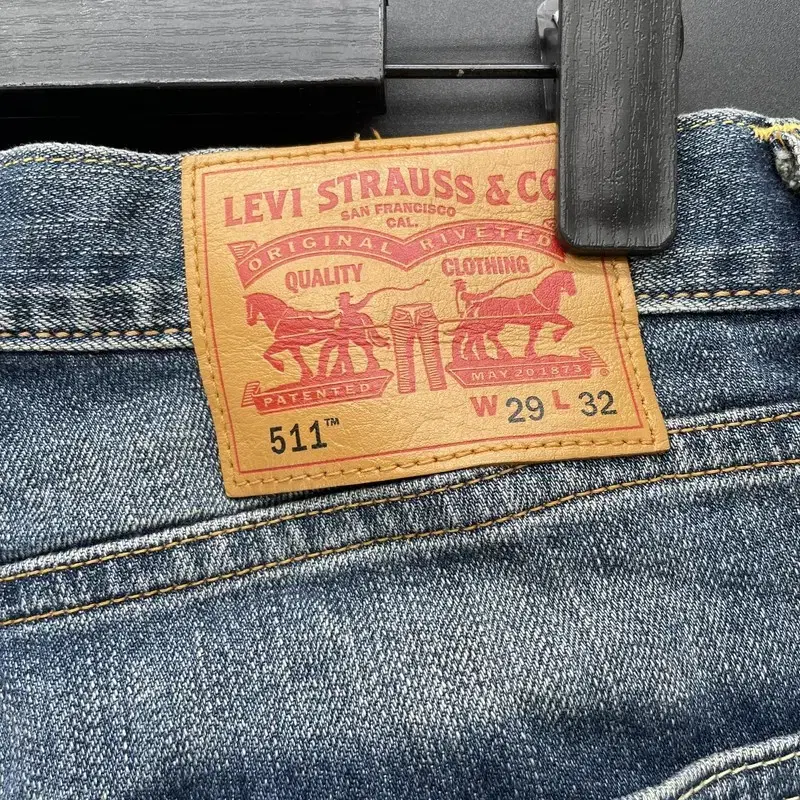 LEVI STRAUSS & CO
SAN FRANCISCO
CAL.
ORIGINAL RIVETED
QUALITY CLOTHING
PATENTED MAY 20 1873 ®
511™ W 29 L 32